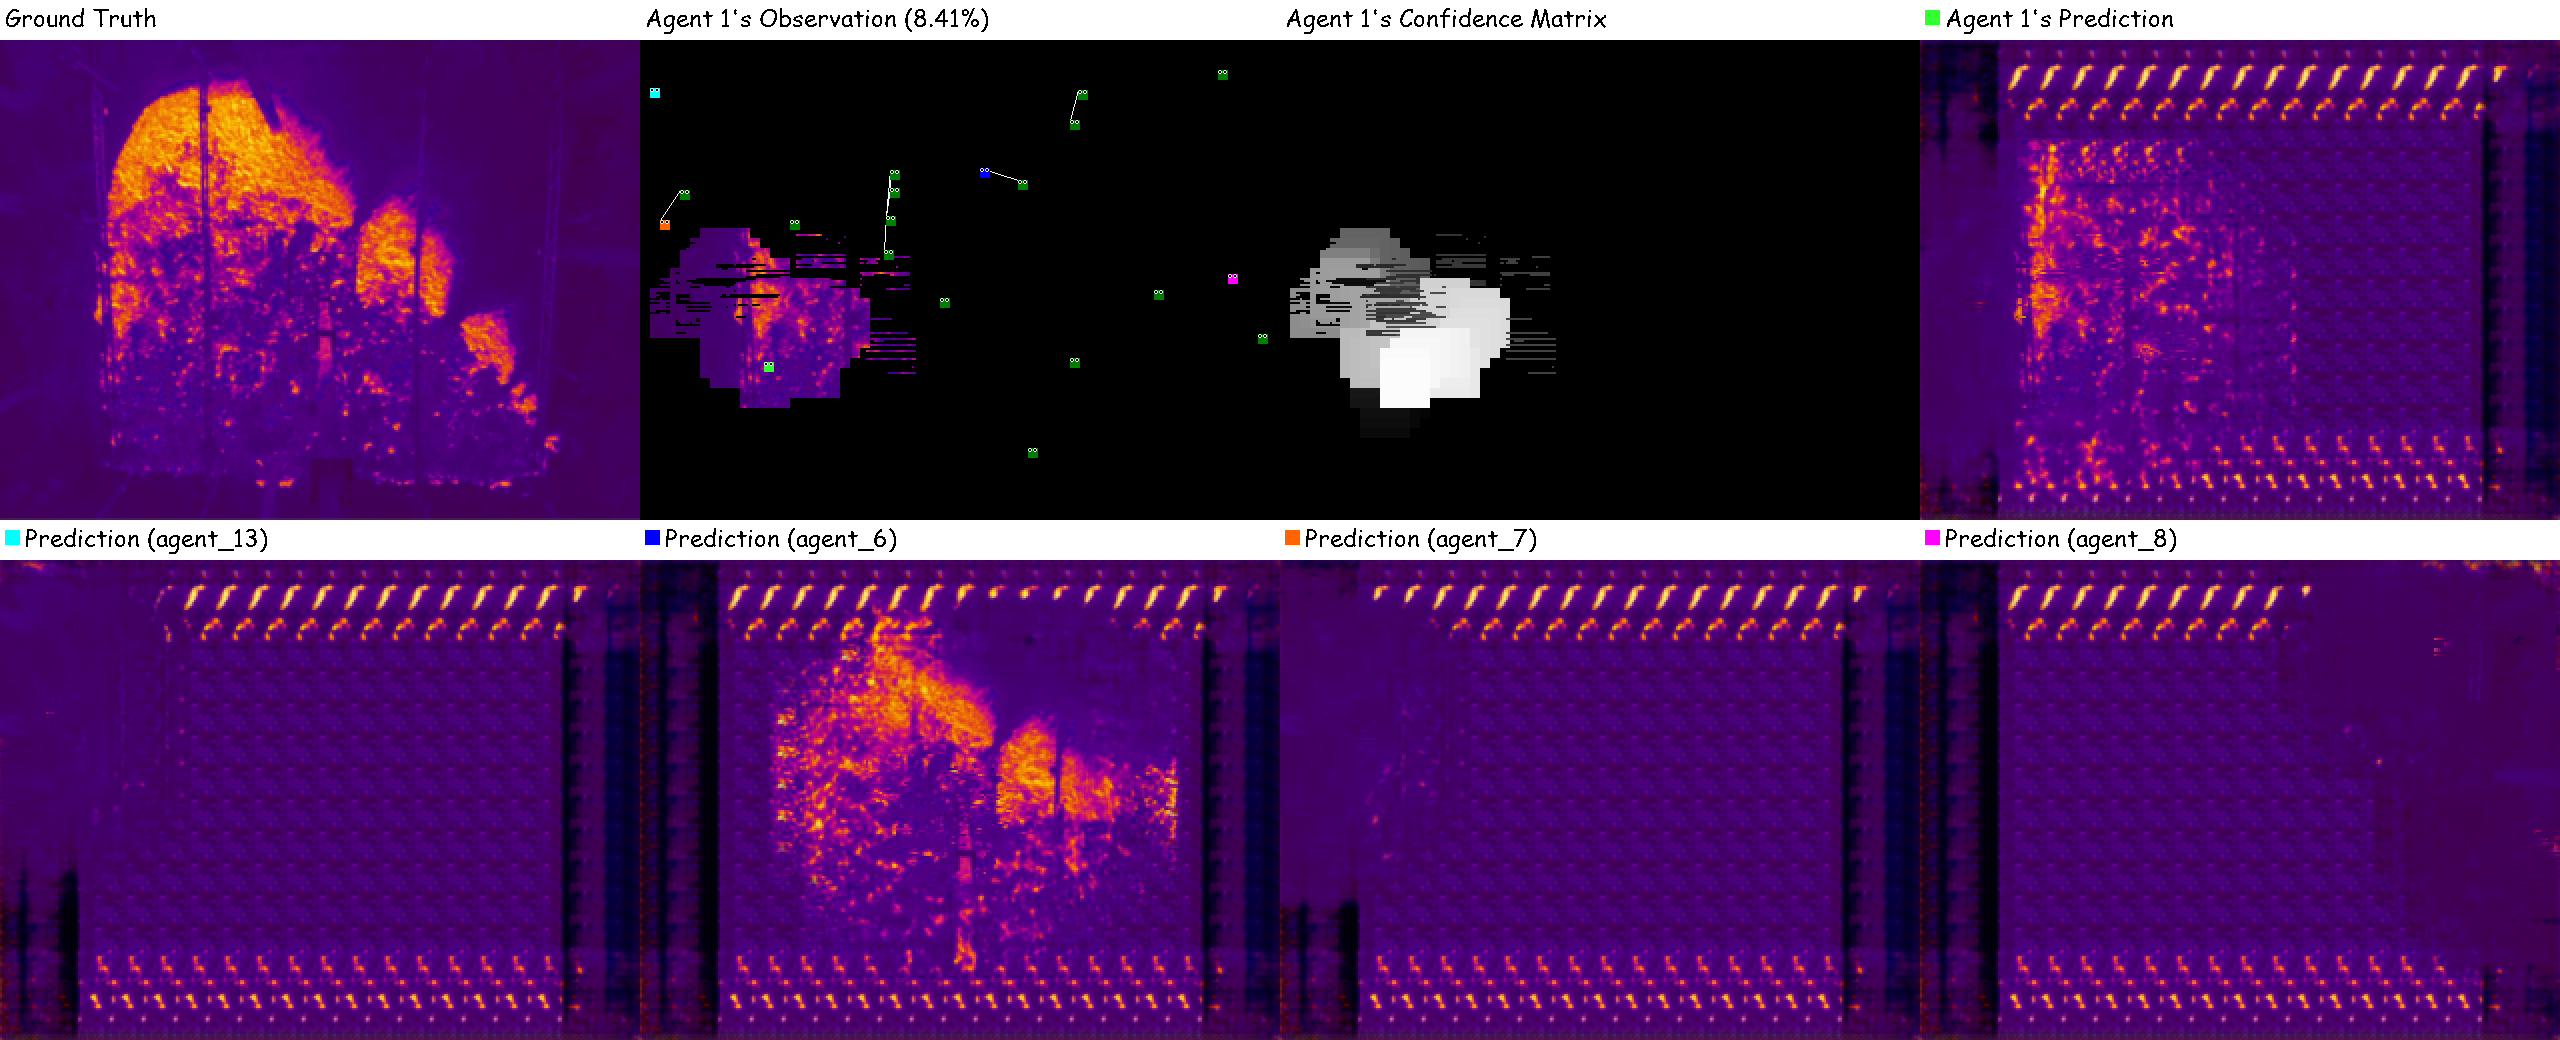 Ground Truth
Agent 1's Observation (8.41%)
Agent 1's Confidence Matrix
Agent 1's Prediction
Prediction (agent_13)
Prediction (agent_6)
Prediction (agent_7)
Prediction (agent_8)